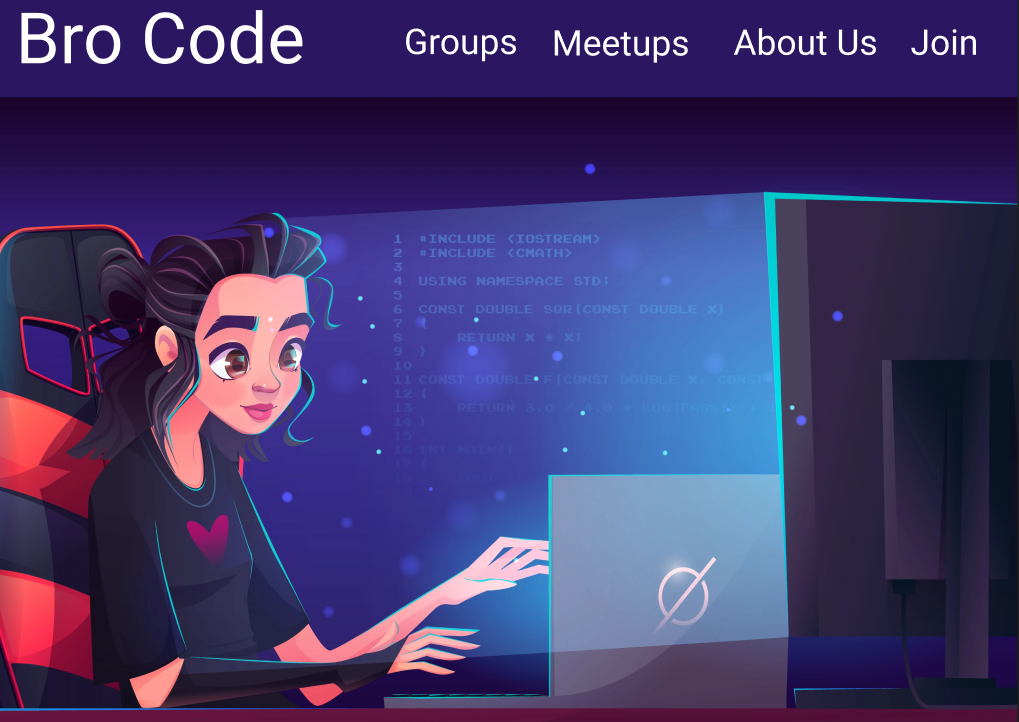 Bro Code
Groups
Meetups
About Us
Join
1 #INCLUDE <IOSTREAM>
2 #INCLUDE <CMATH>
3
4 USING NAMESPACE STD;
5
6 CONST DOUBLE SQR(CONST DOUBLE X)
7 {
8 RETURN X * X;
9 }
10
11 CONST DOUBLE F(CONST DOUBLE X, CONST
12 {
13 RETURN 3.0 / 4.0 *
14 }
15
16 INT MAIN()